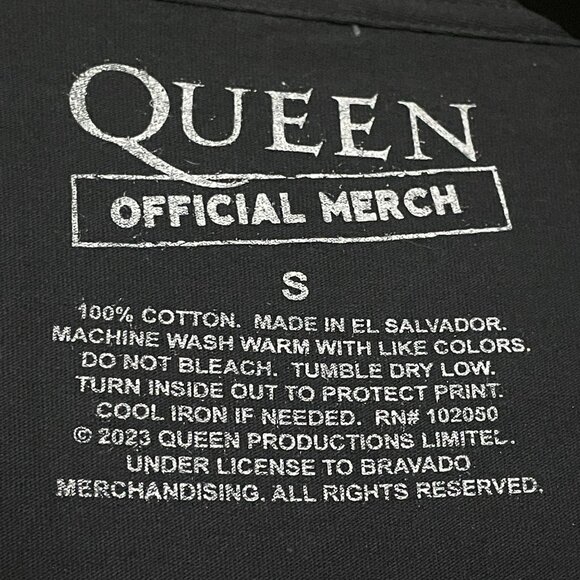 QUEEN
OFFICIAL MERCH
S
100% COTTON. MADE IN EL SALVADOR.
MACHINE WASH WARM WITH LIKE COLORS.
DO NOT BLEACH. TUMBLE DRY LOW.
TURN INSIDE OUT TO PROTECT PRINT.
COOL IRON IF NEEDED. RN# 102050
© 2023 QUEEN PRODUCTIONS LIMITEL.
UNDER LICENSE TO BRAVADO
MERCHANDISING. ALL RIGHTS RESERVED.